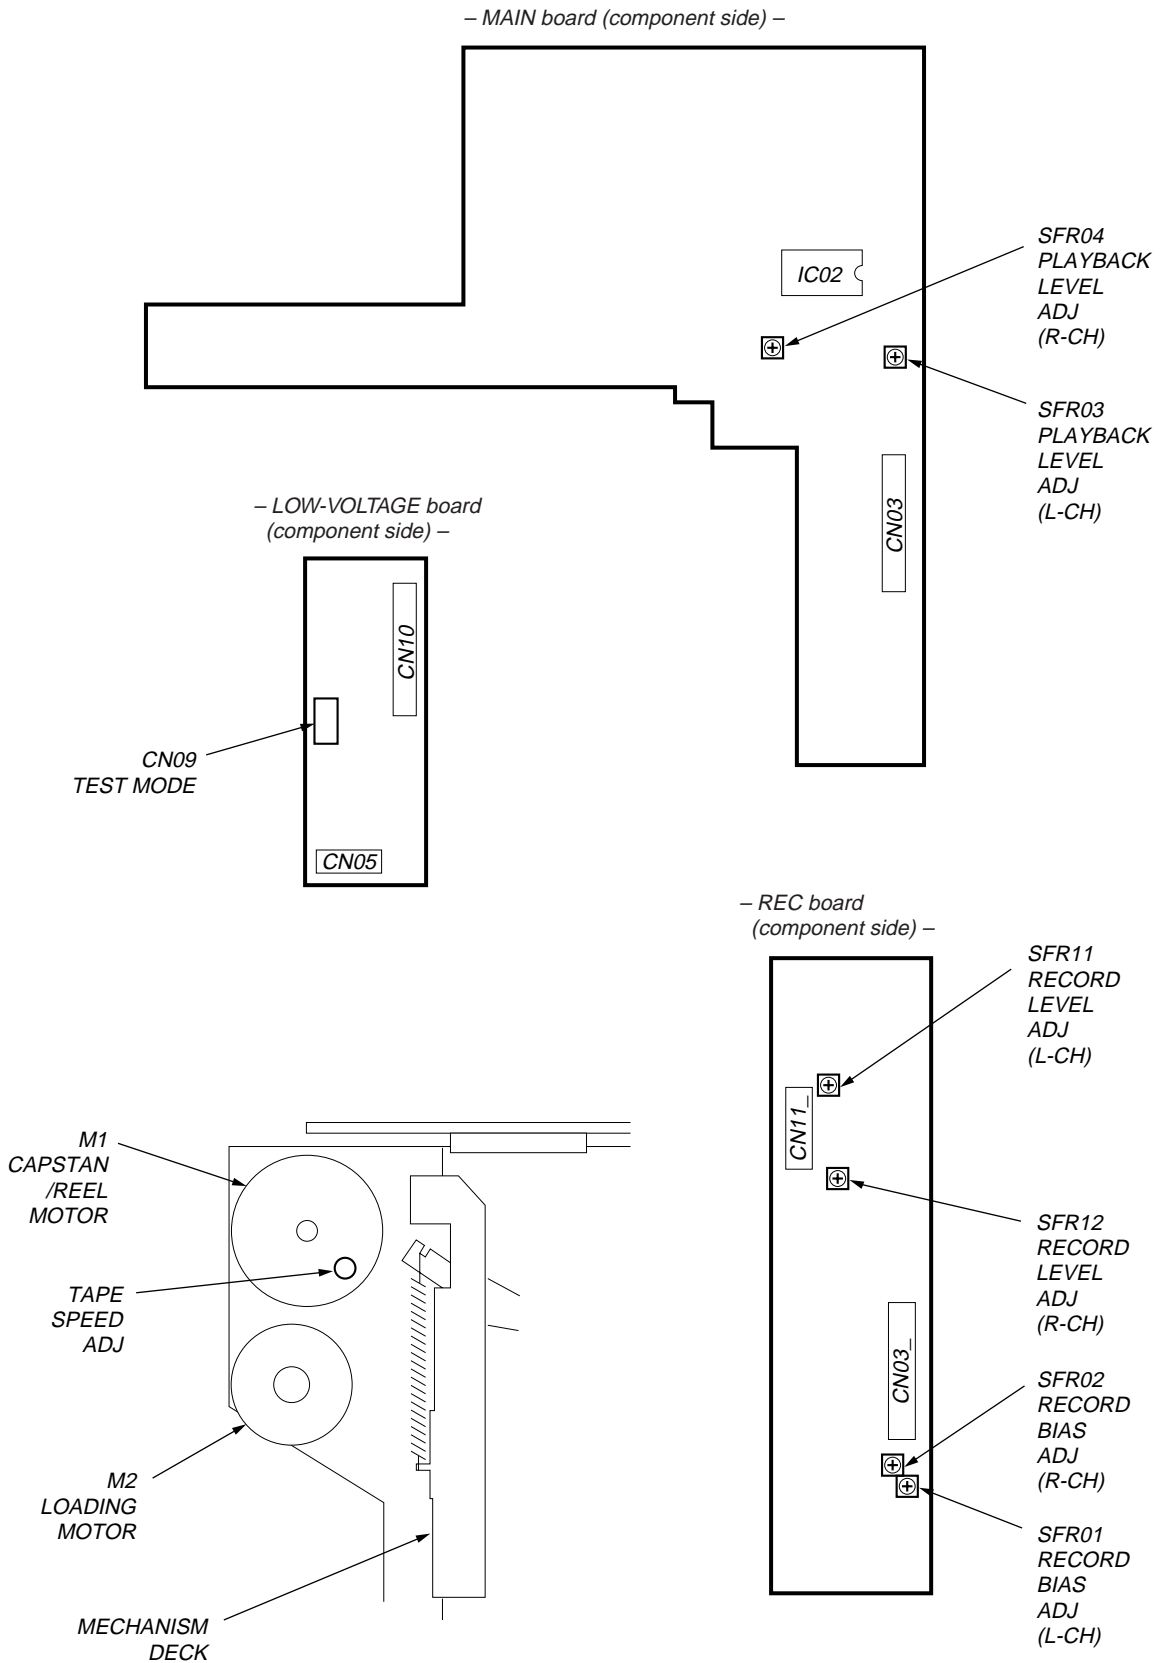 – MAIN board (component side) –
IC02
SFR04
PLAYBACK
LEVEL
ADJ
(R-CH)
SFR03
PLAYBACK
LEVEL
ADJ
(L-CH)
CN03
– LOW-VOLTAGE board
(component side) –
CN10
CN09
TEST MODE
CN05
– REC board
(component side) –
SFR11
RECORD
LEVEL
ADJ
(L-CH)
CN11_
SFR12
RECORD
LEVEL
ADJ
(R-CH)
CN03_
SFR02
RECORD
BIAS
ADJ
(R-CH)
SFR01
RECORD
BIAS
ADJ
(L-CH)
M1
CAPSTAN
/REEL
MOTOR
TAPE
SPEED
ADJ
M2
LOADING
MOTOR
MECHANISM
DECK